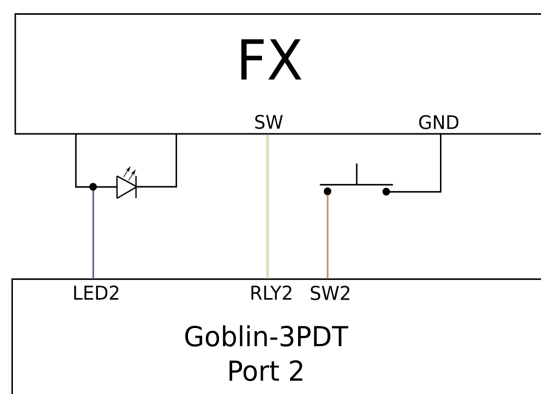 FX
SW
GND
LED2
RLY2
SW2
Goblin-3PDT
Port 2